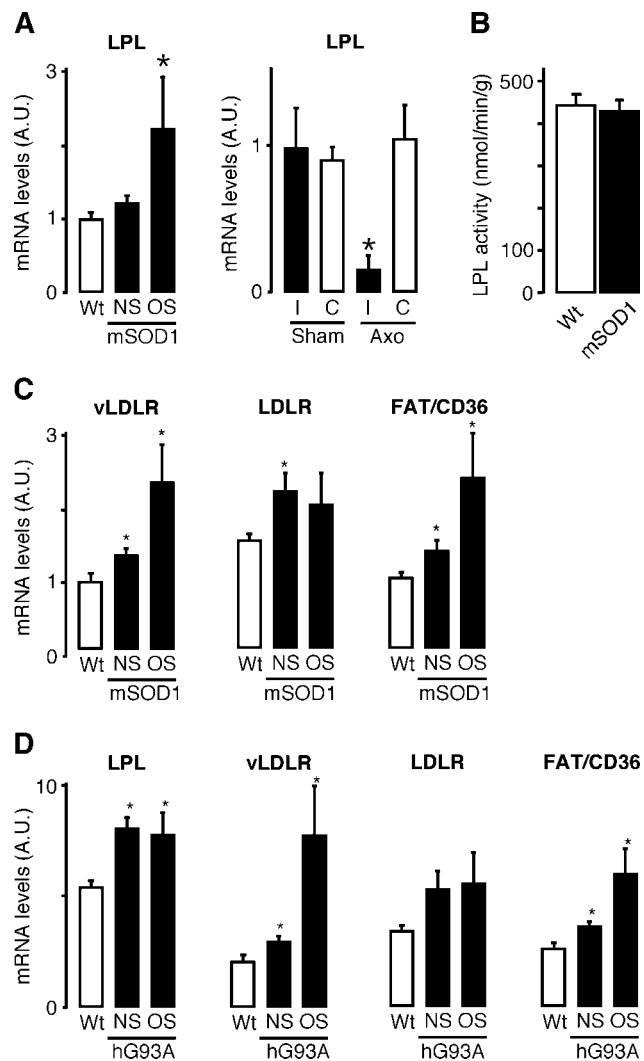 A
B
LPL
LPL
*
mRNA levels (A.U.)
3
1
0
Wt NS OS
mSOD1
mRNA levels (A.U.)
1
0
*
I C I C
Sham Axo
LPL activity (nmol/min/g)
500
100
0
Wt
mSOD1
C
vLDLR LDLR FAT/CD36
mRNA levels (A.U.)
3
1
0
* * * * *
Wt NS OS
mSOD1
Wt NS OS
mSOD1
Wt NS OS
mSOD1
D
LPL vLDLR LDLR FAT/CD36
mRNA levels (A.U.)
10
0
* * * * * *
Wt NS OS
hG93A
Wt NS OS
hG93A
Wt NS OS
hG93A
Wt NS OS
hG93A